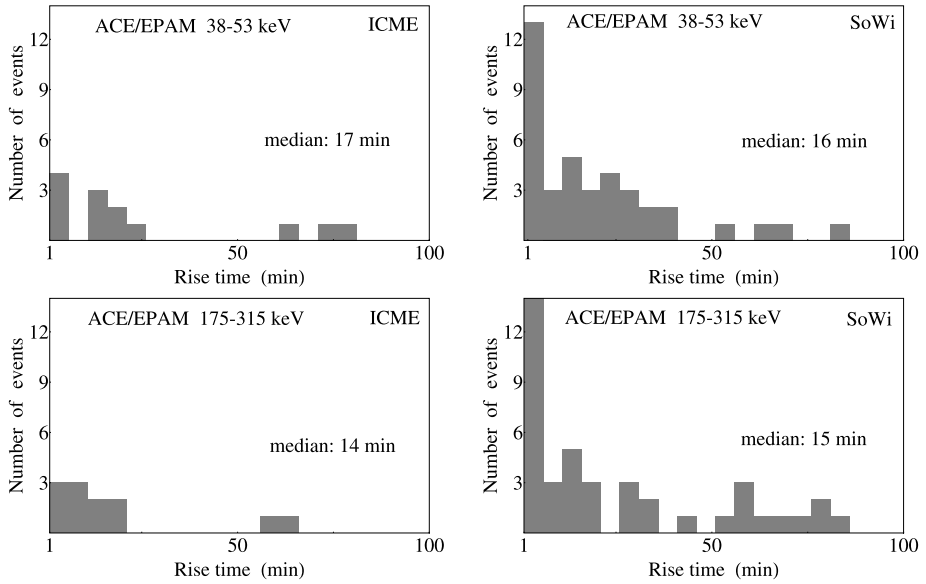 ACE/EPAM 38-53 keV ICME
12
9
6
3
Number of events
median: 17 min
1 50 100
Rise time (min)
ACE/EPAM 38-53 keV SoWi
12
9
6
3
Number of events
median: 16 min
1 50 100
Rise time (min)
ACE/EPAM 175-315 keV ICME
12
9
6
3
Number of events
median: 14 min
1 50 100
Rise time (min)
ACE/EPAM 175-315 keV SoWi
12
9
6
3
Number of events
median: 15 min
1 50 100
Rise time (min)